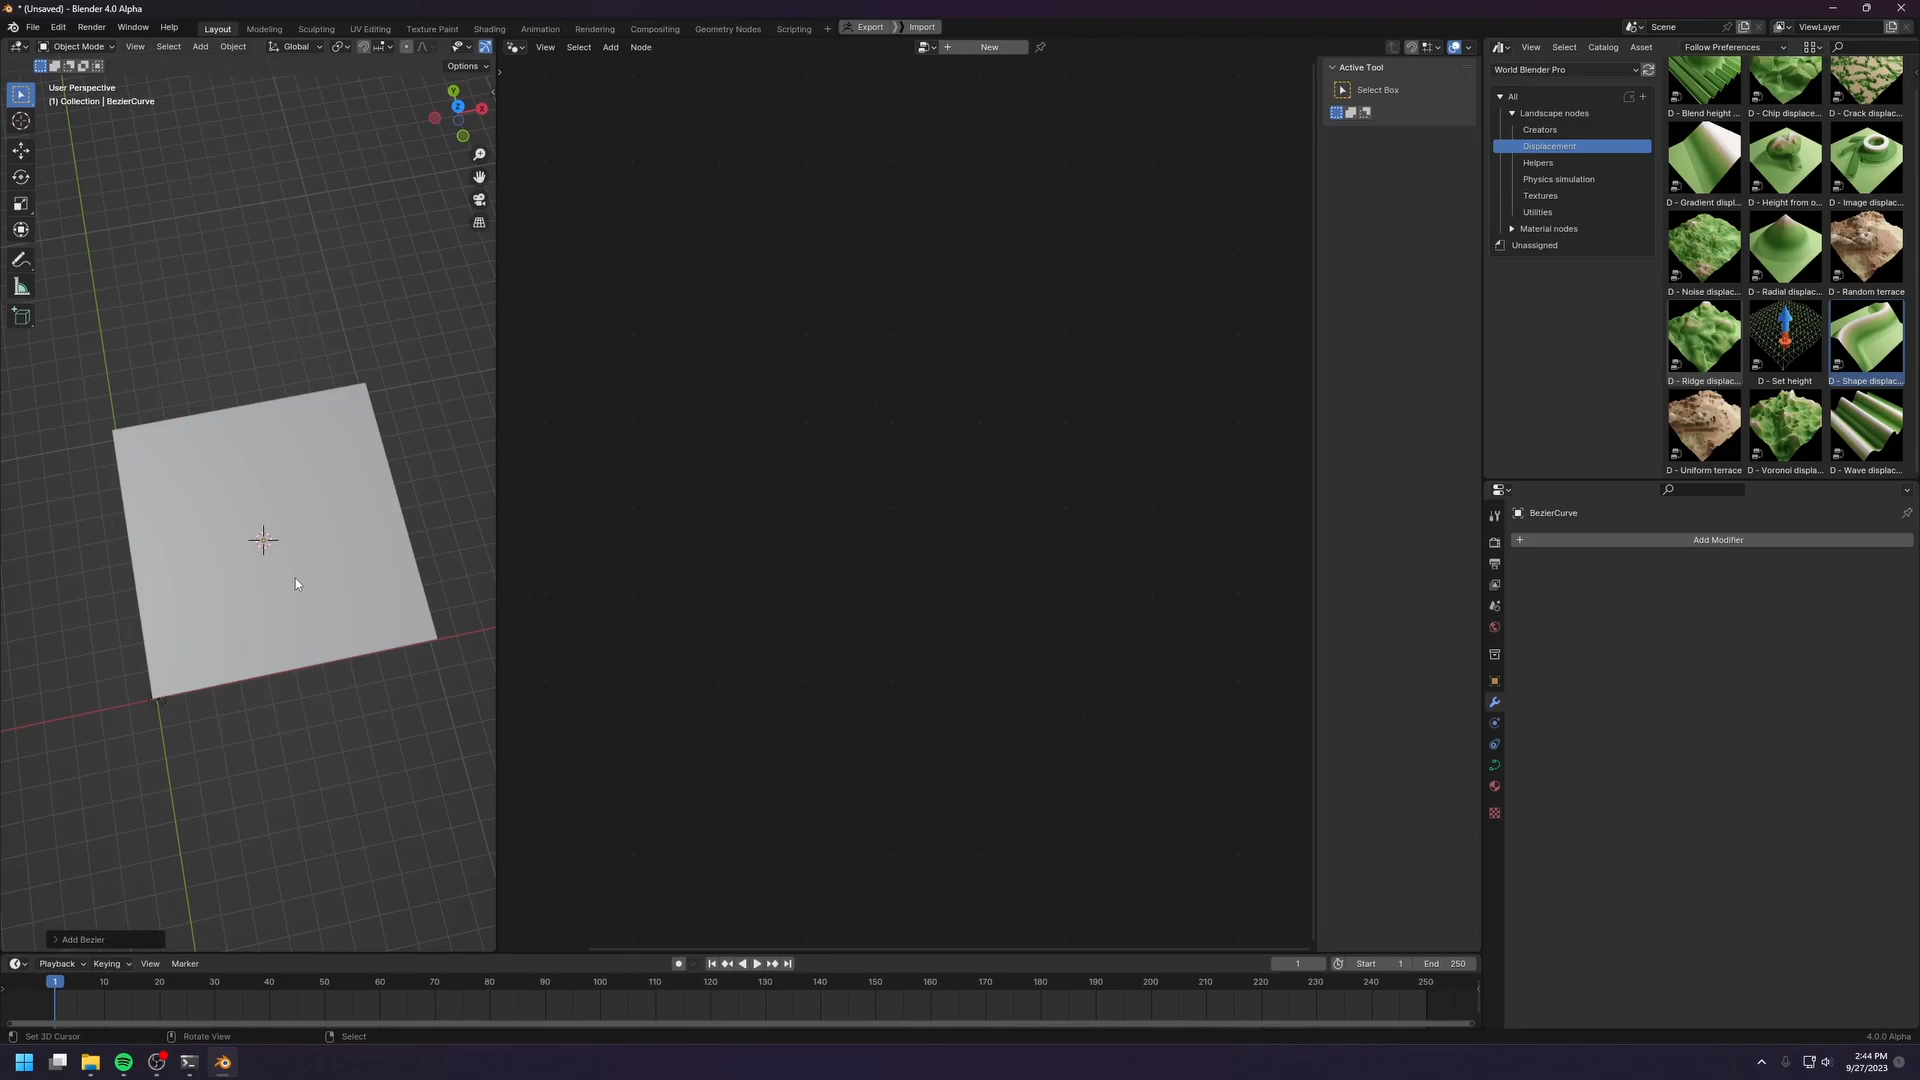 * (Unsaved) - Blender 4.0 Alpha
File Edit Render Window Help Layout Modeling Sculpting UV Editing Texture Paint Shading Animation Rendering Compositing Geometry Nodes Scripting + Export Import Scene ViewLayer
Object Mode View Select Add Object Global View Select Add Node New View Select Catalog Asset Follow Preferences
Options
User Perspective
(1) Collection | BezierCurve
Y
Z
X
Active Tool
Select Box
World Blender Pro
All
Landscape nodes
Creators
Displacement
Helpers
Physics simulation
Textures
Utilities
Material nodes
Unassigned
D - Blend height ... D - Chip displace... D - Crack displac...
D - Gradient displ... D - Height from o... D - Image displac...
D - Noise displac... D - Radial displac... D - Random terrace
D - Ridge displac... D - Set height D - Shape displac...
D - Uniform terrace D - Voronoi displa... D - Wave displac...
BezierCurve
+ Add Modifier
Add Bezier
Playback Keying View Marker 1 Start 1 End 250
1 10 20 30 40 50 60 70 80 90 100 110 120 130 140 150 160 170 180 190 200 210 220 230 240 250
Set 3D Cursor Rotate View Select 4.0.0 Alpha
2:44 PM
9/27/2023
1